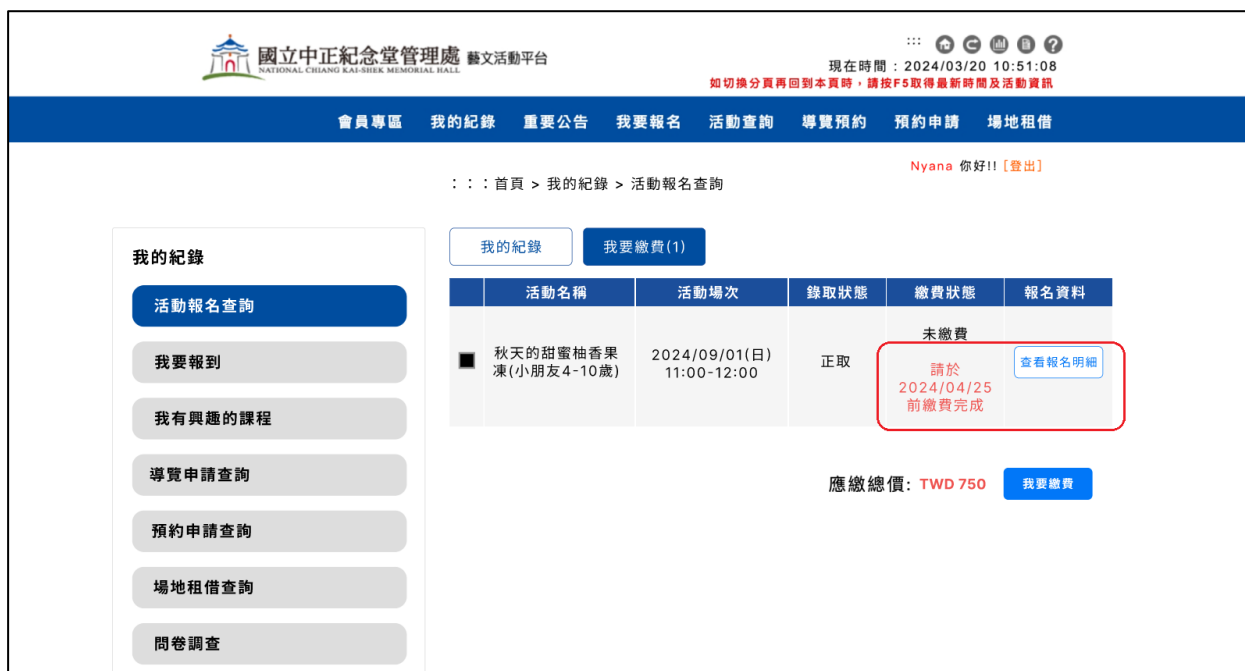 國立中正紀念堂管理處 藝文活動平台
NATIONAL CHIANG KAI-SHEK MEMORIAL HALL
:::
現在時間：2024/03/20 10:51:08
如切換分頁再回到本頁時，請按F5取得最新時間及活動資訊
會員專區 我的紀錄 重要公告 我要報名 活動查詢 導覽預約 預約申請 場地租借
Nyana 你好!! [登出]
：：：首頁 > 我的紀錄 > 活動報名查詢
我的紀錄
活動報名查詢
我要報到
我有興趣的課程
導覽申請查詢
預約申請查詢
場地租借查詢
問卷調查
我的紀錄 我要繳費(1)
活動名稱 活動場次 錄取狀態 繳費狀態 報名資料
秋天的甜蜜柚香果
凍(小朋友4-10歲)
2024/09/01(日)
11:00-12:00
正取
未繳費
請於
2024/04/25
前繳費完成
查看報名明細
應繳總價: TWD 750 我要繳費